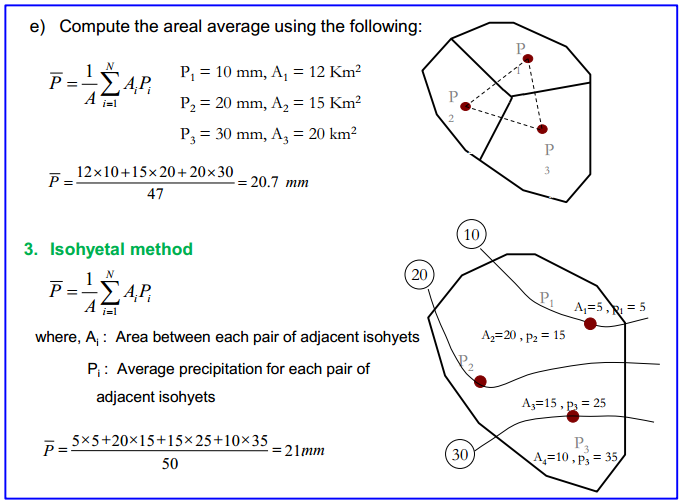 e) Compute the areal average using the following:
P̅ = 1/A ∑_{i=1}^{N} A_i P_i
P₁ = 10 mm, A₁ = 12 Km²
P₂ = 20 mm, A₂ = 15 Km²
P₃ = 30 mm, A₃ = 20 km²
P̅ = (12×10+15×20+20×30)/47 = 20.7 mm
P
1
P
2
P
3
3. Isohyetal method
P̅ = 1/A ∑_{i=1}^{N} A_i P_i
where, A_i : Area between each pair of adjacent isohyets
P_i : Average precipitation for each pair of
adjacent isohyets
P̅ = (5×5+20×15+15×25+10×35)/50 = 21mm
10
20
P₁
A₁=5 , p₁ = 5
A₂=20 , p₂ = 15
P₂
A₃=15 , p₃ = 25
P₃
30
A₄=10 , p₃ = 35